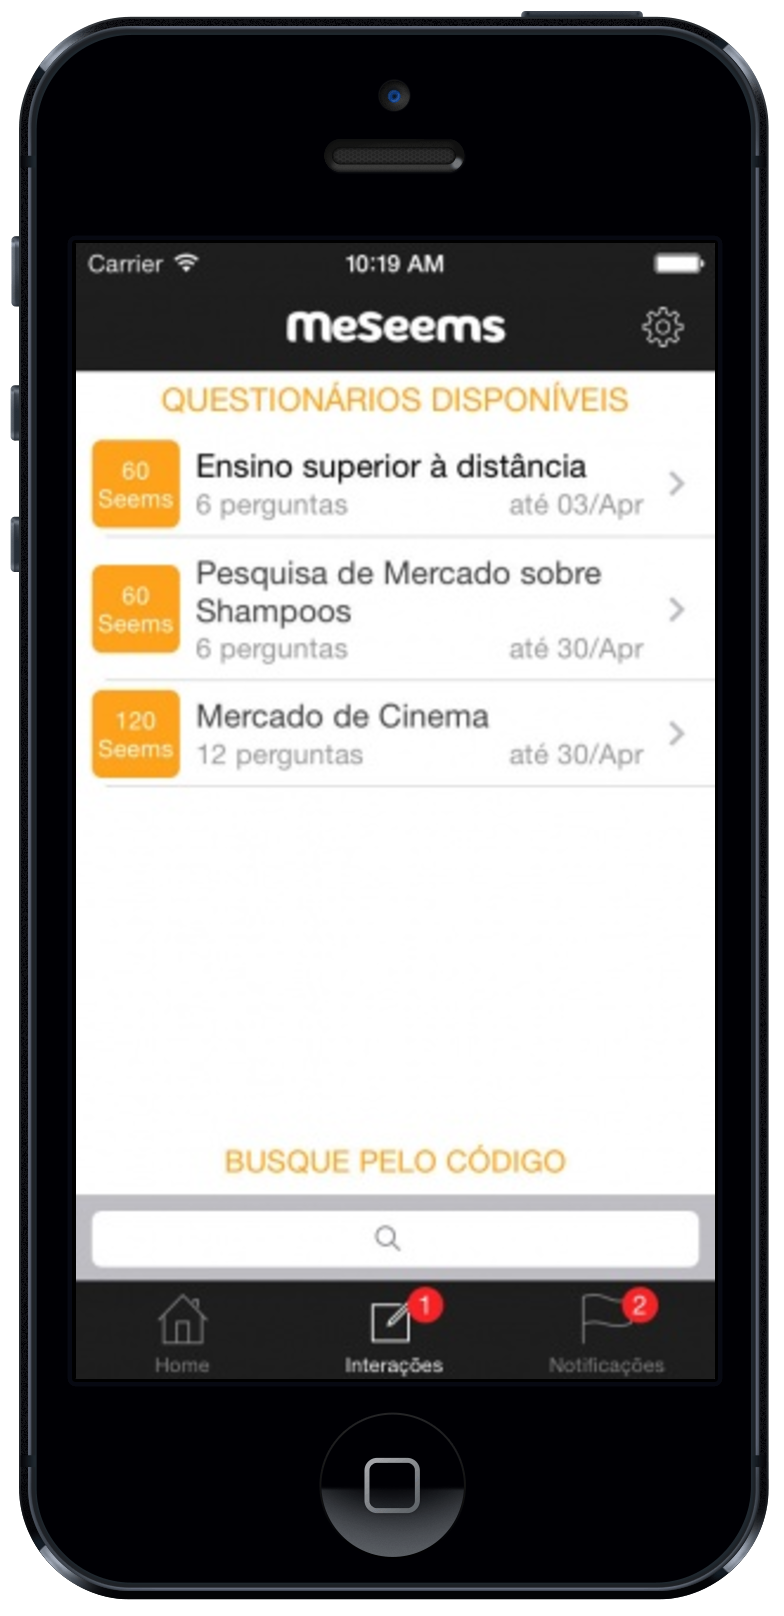 Carrier 10:19 AM
MeSeems
QUESTIONÁRIOS DISPONÍVEIS
60 Seems
Ensino superior à distância
6 perguntas até 03/Apr
60 Seems
Pesquisa de Mercado sobre
Shampoos
6 perguntas até 30/Apr
120 Seems
Mercado de Cinema
12 perguntas até 30/Apr
BUSQUE PELO CÓDIGO
1 2
Home Interações Notificações